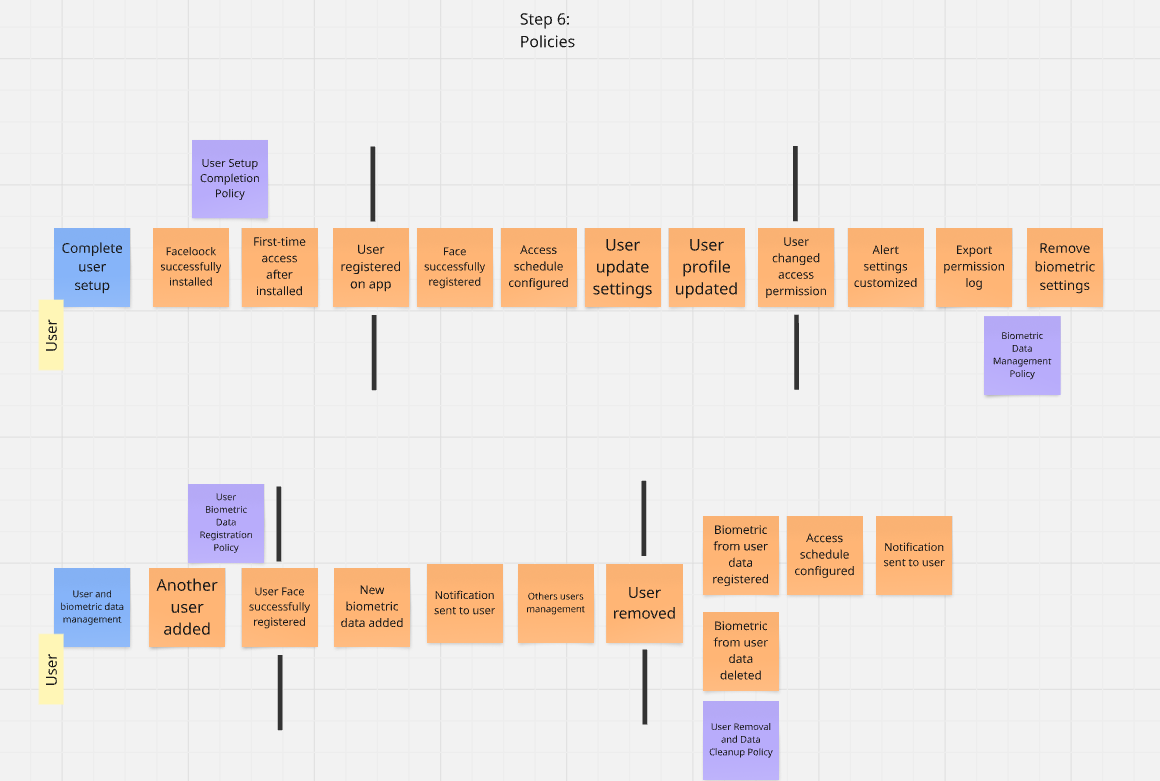 Step 6:
Policies
User Setup
Completion
Policy
Complete
user
setup
Faceloock
successfully
installed
First-time
access
after
installed
User
registered
on app
Face
successfully
registered
Access
schedule
configured
User
update
settings
User
profile
updated
User
changed
access
permission
Alert
settings
customized
Export
permission
log
Remove
biometric
settings
User
Biometric
Data
Management
Policy
User
Biometric
Data
Registration
Policy
User and
biometric data
management
Another
user
added
User Face
successfully
registered
New
biometric
data added
Notification
sent to user
Others users
management
User
removed
Biometric
from user
data
registered
Access
schedule
configured
Notification
sent to user
Biometric
from user
data
deleted
User
User Removal
and Data
Cleanup Policy